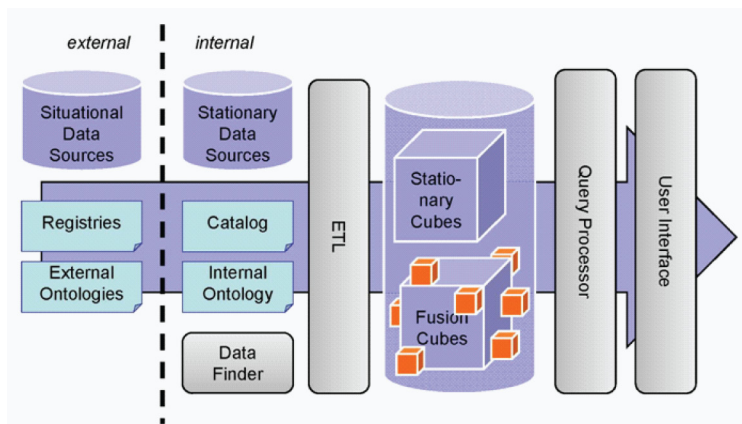 external
internal
Situational
Data
Sources
Stationary
Data
Sources
Registries
External
Ontologies
Catalog
Internal
Ontology
Data
Finder
ETL
Statio-
nary
Cubes
Fusion
Cubes
Query Processor
User Interface